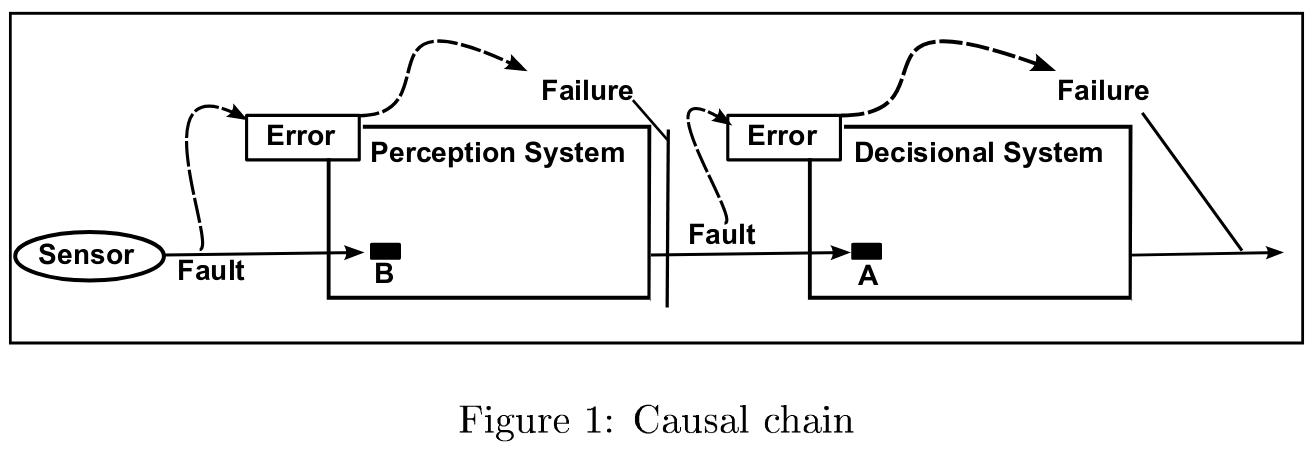 Failure
Failure
Error
Error
Perception System
Decisional System
Sensor
Fault
Fault
B
A
Figure 1: Causal chain